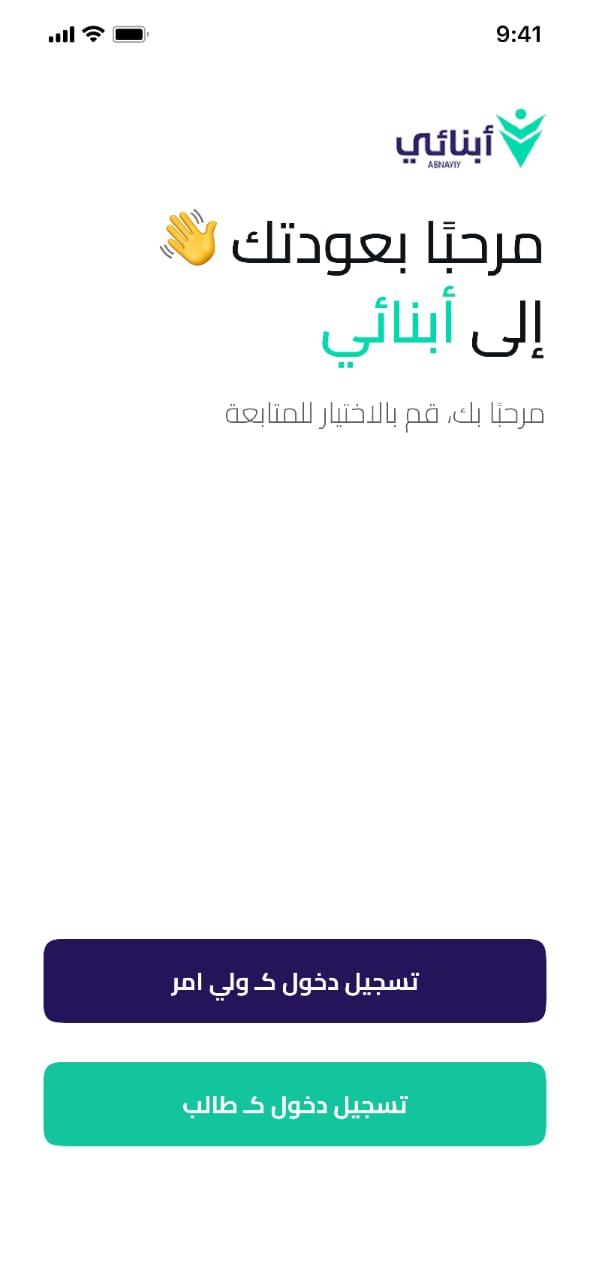 9:41
أبنائي
ABNAYIY
مرحبًا بعودتك 👋
إلى أبنائي
مرحبًا بك، قم بالاختيار للمتابعة
تسجيل دخول كـ ولي امر
تسجيل دخول كـ طالب